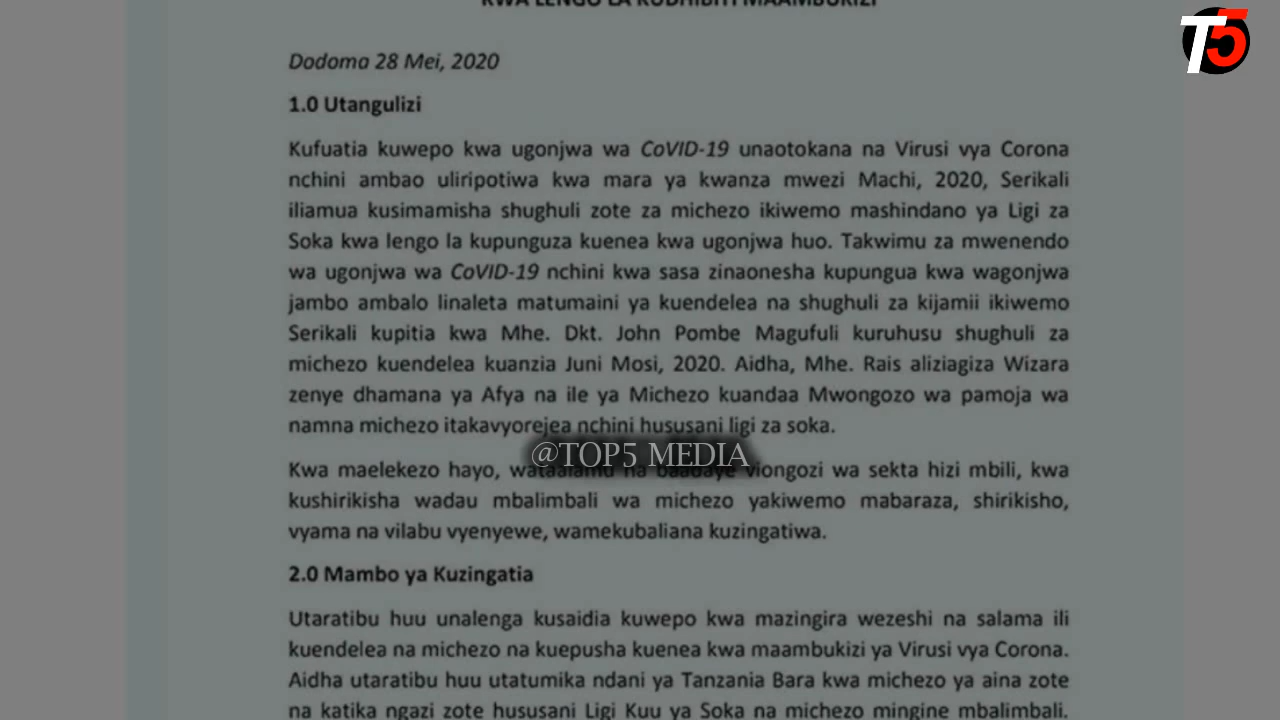 KWA LENGO LA KUDHIBITI MAAMBUKIZI
T5
Dodoma 28 Mei, 2020
1.0 Utangulizi
Kufuatia kuwepo kwa ugonjwa wa CoVID-19 unaotokana na Virusi vya Corona
nchini ambao uliripotiwa kwa mara ya kwanza mwezi Machi, 2020, Serikali
iliamua kusimamisha shughuli zote za michezo ikiwemo mashindano ya Ligi za
Soka kwa lengo la kupunguza kuenea kwa ugonjwa huo. Takwimu za mwenendo
wa ugonjwa wa CoVID-19 nchini kwa sasa zinaonesha kupungua kwa wagonjwa
jambo ambalo linaleta matumaini ya kuendelea na shughuli za kijamii ikiwemo
Serikali kupitia kwa Mhe. Dkt. John Pombe Magufuli kuruhusu shughuli za
michezo kuendelea kuanzia Juni Mosi, 2020. Aidha, Mhe. Rais aliziagiza Wizara
zenye dhamana ya Afya na ile ya Michezo kuandaa Mwongozo wa pamoja wa
namna michezo itakavyorejea nchini hususani ligi za soka.
@TOP5 MEDIA
Kwa maelekezo hayo, wataalamu na baadaye viongozi wa sekta hizi mbili, kwa
kushirikisha wadau mbalimbali wa michezo yakiwemo mabaraza, shirikisho,
vyama na vilabu vyenyewe, wamekubaliana kuzingatiwa.
2.0 Mambo ya Kuzingatia
Utaratibu huu unalenga kusaidia kuwepo kwa mazingira wezeshi na salama ili
kuendelea na michezo na kuepusha kuenea kwa maambukizi ya Virusi vya Corona.
Aidha utaratibu huu utatumika ndani ya Tanzania Bara kwa michezo ya aina zote
na katika ngazi zote hususani Ligi Kuu ya Soka na michezo mingine mbalimbali.